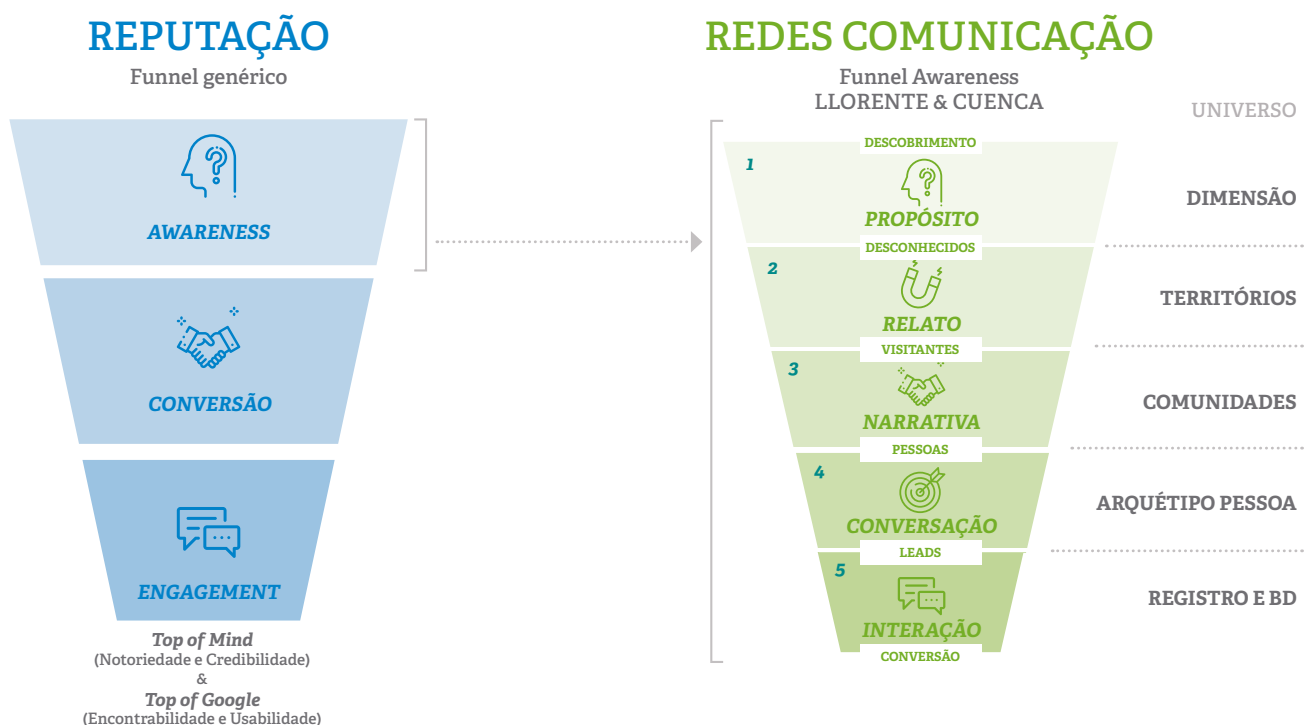 REPUTAÇÃO
Funnel genérico
AWARENESS
CONVERSÃO
ENGAGEMENT
Top of Mind
(Notoriedade e Credibilidade)
&
Top of Google
(Encontrabilidade e Usabilidade)
REDES COMUNICAÇÃO
Funnel Awareness
LLORENTE & CUENCA
UNIVERSO
DESCOBRIMENTO
1
PROPÓSITO
DIMENSÃO
DESCONHECIDOS
2
RELATO
TERRITÓRIOS
VISITANTES
3
NARRATIVA
COMUNIDADES
PESSOAS
4
CONVERSAÇÃO
ARQUÉTIPO PESSOA
LEADS
5
INTERAÇÃO
REGISTRO E BD
CONVERSÃO